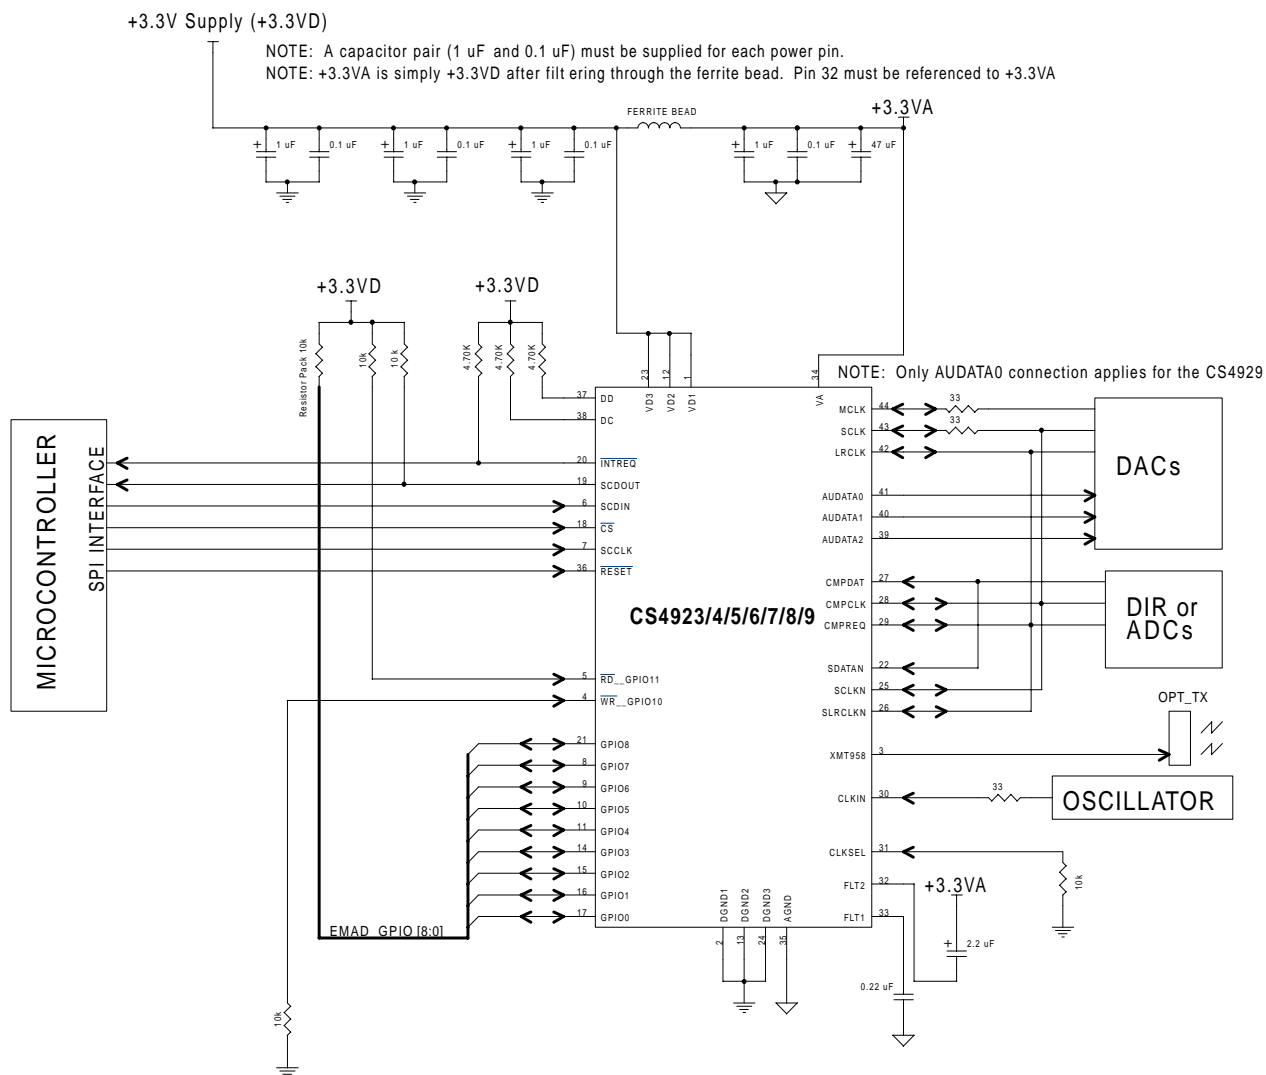 +3.3V Supply (+3.3VD)
NOTE: A capacitor pair (1 uF and 0.1 uF) must be supplied for each power pin.
NOTE: +3.3VA is simply +3.3VD after filt ering through the ferrite bead. Pin 32 must be referenced to +3.3VA
FERRITE BEAD
+3.3VA
+ 1 uF
0.1 uF
+ 1 uF
0.1 uF
+ 1 uF
0.1 uF
+ 1 uF
0.1 uF
+ 47 uF
+3.3VD
+3.3VD
Resistor Pack 10k
10k
10 k
4.70K
4.70K
4.70K
23
12
1
34
VD3
VD2
VD1
VA
NOTE: Only AUDATA0 connection applies for the CS4929
MICROCONTROLLER
SPI INTERFACE
37 DD
38 DC
20 INTREQ
19 SCDOUT
6 SCDIN
18 CS
7 SCCLK
36 RESET
5 RD__GPIO11
4 WR__GPIO10
21 GPIO8
8 GPIO7
9 GPIO6
10 GPIO5
11 GPIO4
14 GPIO3
15 GPIO2
16 GPIO1
17 GPIO0
EMAD_GPIO[8:0]
10k
CS4923/4/5/6/7/8/9
MCLK 44
33
SCLK 43
33
LRCLK 42
AUDATA0 41
AUDATA1 40
AUDATA2 39
DACs
CMPDAT 27
CMPCLK 28
CMPREQ 29
DIR or
ADCs
SDATAN 22
SCLKN 25
SLRCLKN 26
OPT_TX
XMT958 3
CLKIN 30
33
OSCILLATOR
CLKSEL 31
10k
FLT2 32
+3.3VA
FLT1 33
+ 2.2 uF
0.22 uF
DGND1
DGND2
DGND3
AGND
2
13
24
35